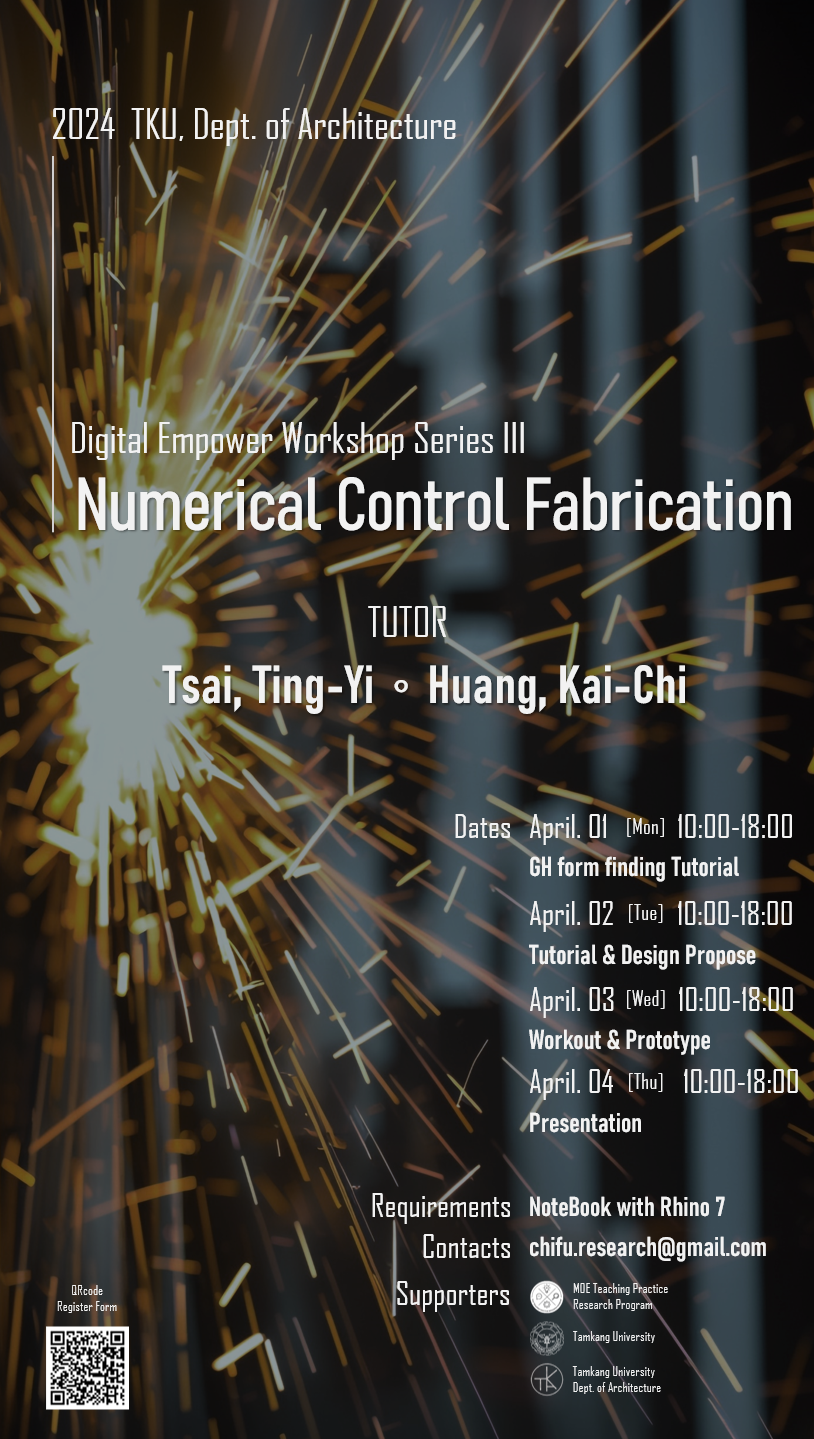 2024 TKU, Dept. of Architecture
Digital Empower Workshop Series III
Numerical Control Fabrication
TUTOR
Tsai, Ting-Yi ∘ Huang, Kai-Chi
Dates April. 01 [Mon] 10:00-18:00
GH form finding Tutorial
April. 02 [Tue] 10:00-18:00
Tutorial & Design Propose
April. 03 [Wed] 10:00-18:00
Workout & Prototype
April. 04 [Thu] 10:00-18:00
Presentation
Requirements NoteBook with Rhino 7
Contacts chifu.research@gmail.com
Supporters
MOE Teaching Practice
Research Program
Tamkang University
Tamkang University
Dept. of Architecture
QRcode
Register Form